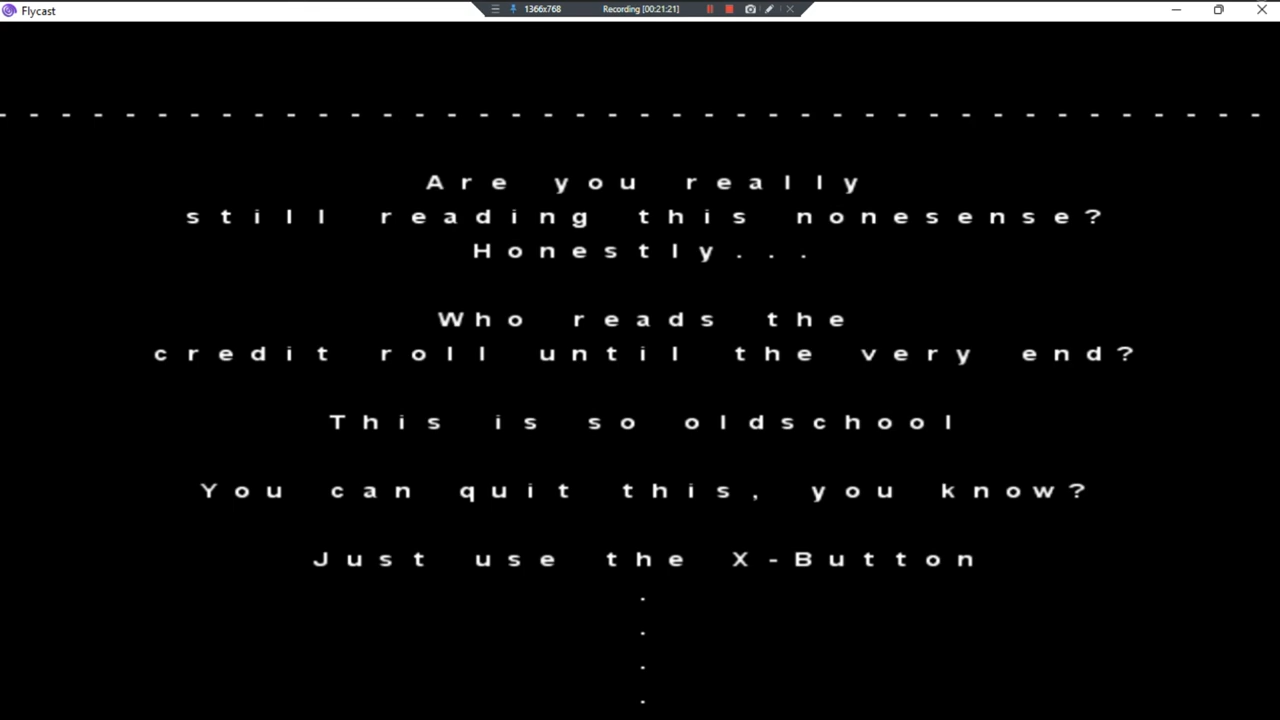 Flycast
1366x768
Recording [00:21:21]
- - - - - - - - - - - - - - - - - - - - - - - - - - - - - - - - - - - - - - - -
Are you really
still reading this nonesense?
Honestly...
Who reads the
credit roll until the very end?
This is so oldschool
You can quit this, you know?
Just use the X-Button
.
.
.
.